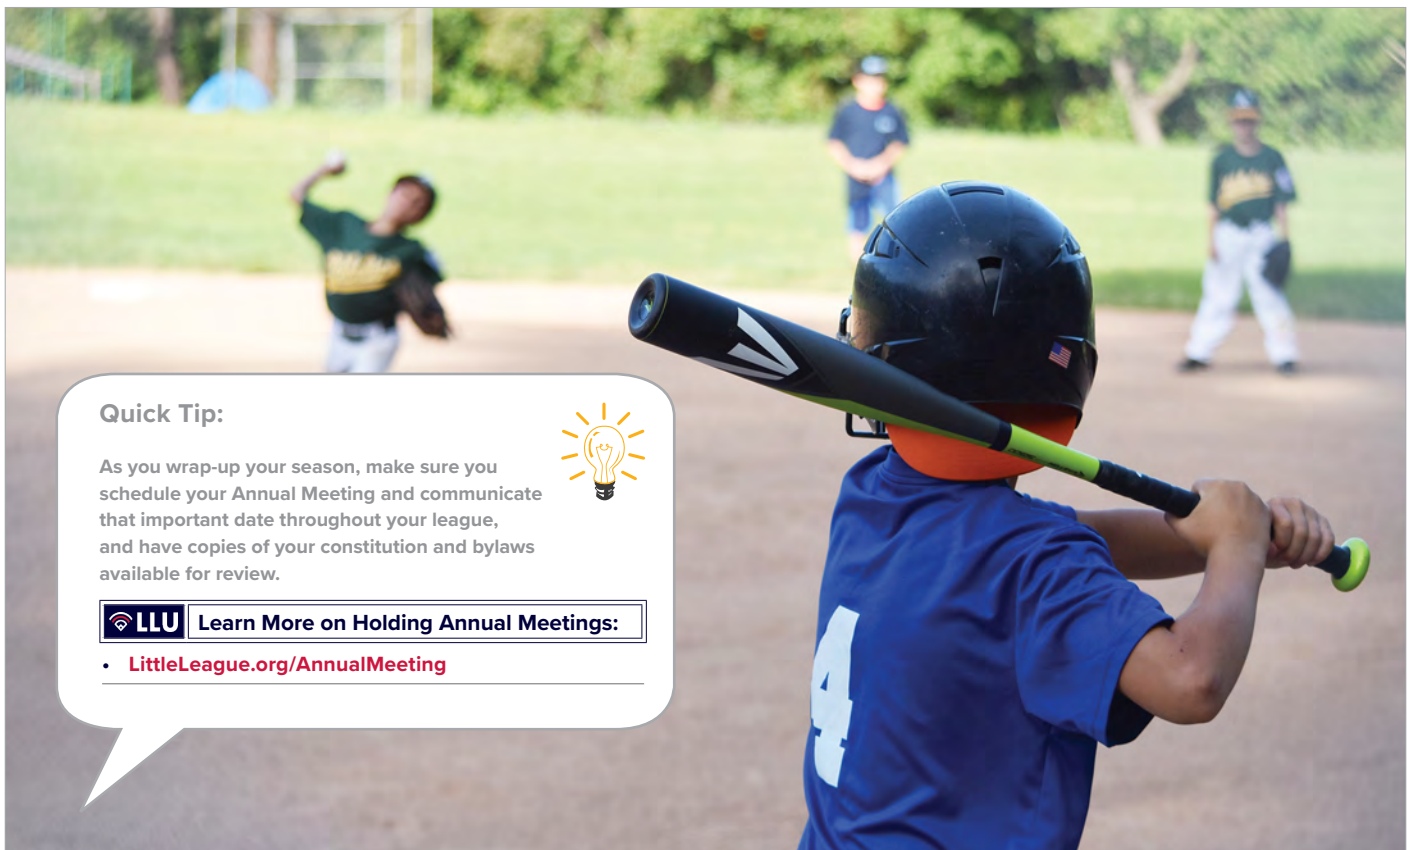 Quick Tip:
As you wrap-up your season, make sure you
schedule your Annual Meeting and communicate
that important date throughout your league,
and have copies of your constitution and bylaws
available for review.
LLU Learn More on Holding Annual Meetings:
• LittleLeague.org/AnnualMeeting
4